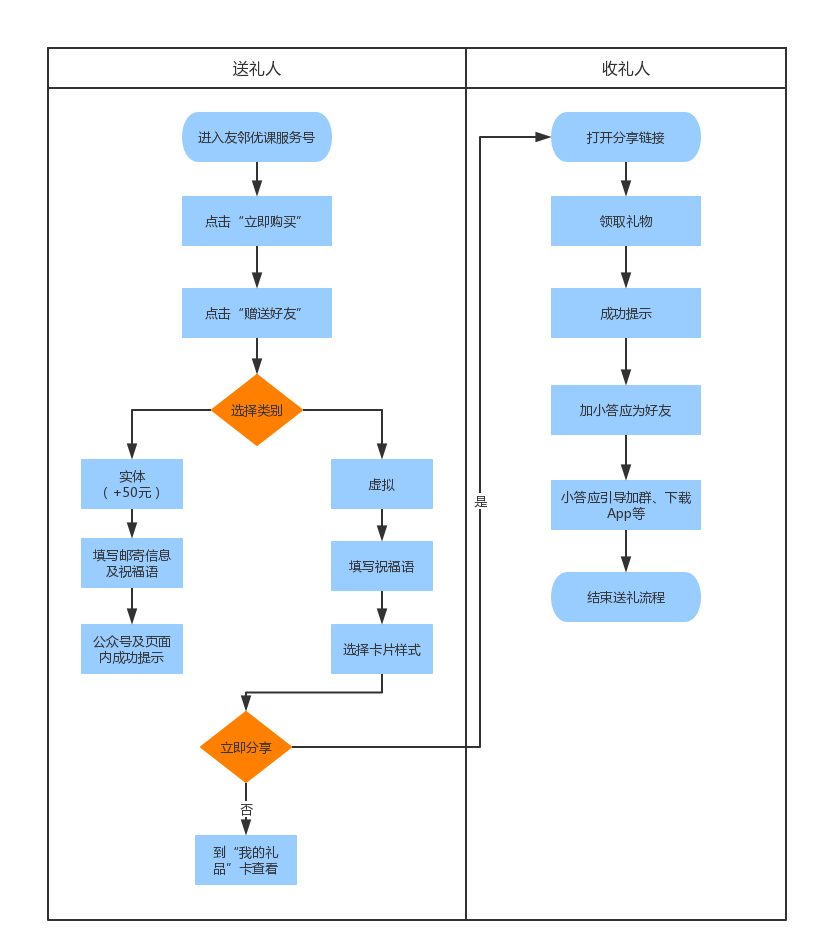 送礼人
收礼人
进入友邻优课服务号
点击“立即购买”
点击“赠送好友”
选择类别
实体
（+50元）
填写邮寄信息
及祝福语
公众号及页面
内成功提示
虚拟
填写祝福语
选择卡片样式
立即分享
是
否
到“我的礼
品”卡查看
打开分享链接
领取礼物
成功提示
加小答应为好友
小答应引导加群、下载
App等
结束送礼流程